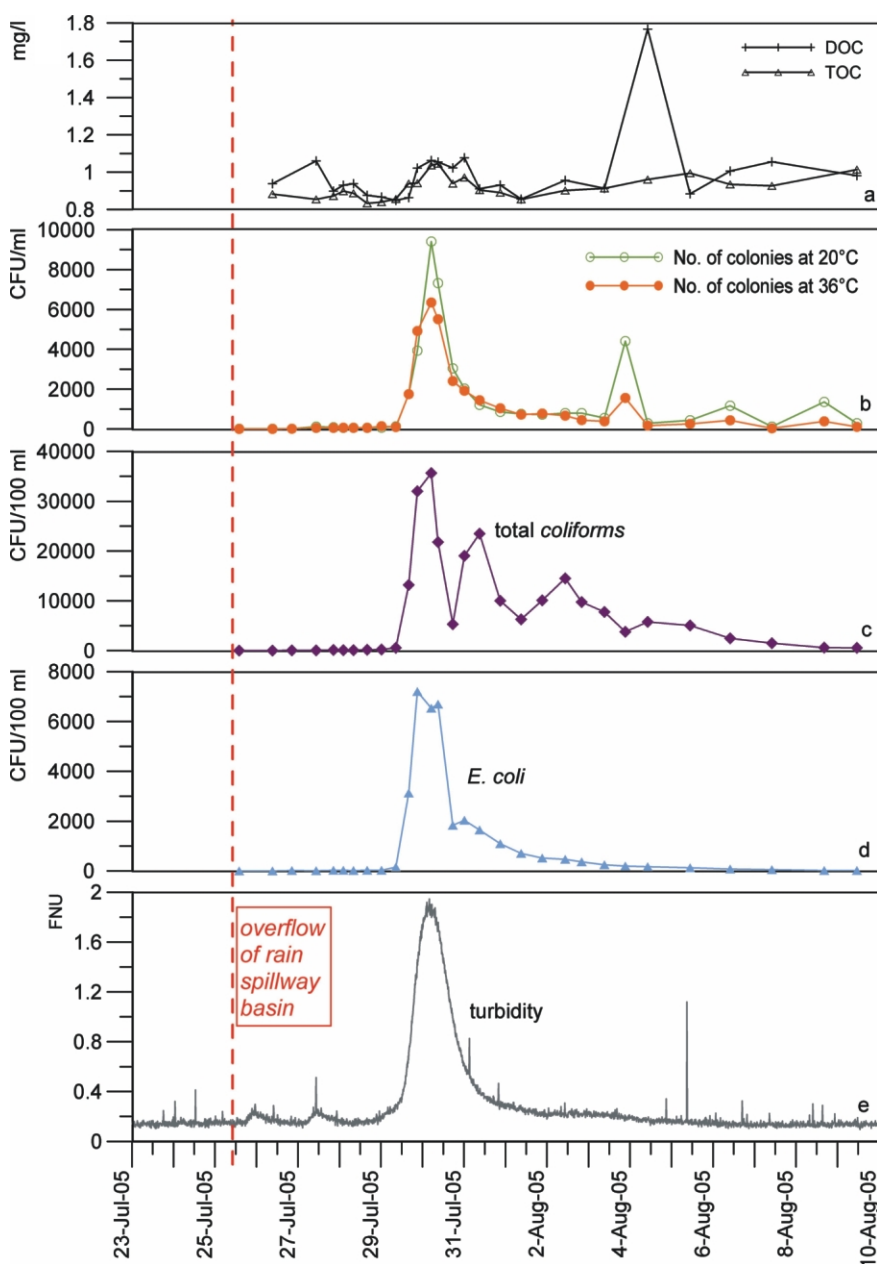 mg/l
1.8
1.6
1.4
1.2
1
0.8
DOC
TOC
a
CFU/ml
10000
8000
6000
4000
2000
0
No. of colonies at 20°C
No. of colonies at 36°C
b
CFU/100 ml
40000
30000
20000
10000
0
total coliforms
c
CFU/100 ml
8000
6000
4000
2000
0
E. coli
d
FNU
2
1.6
1.2
0.8
0.4
0
overflow
of rain
spillway
basin
turbidity
e
23-Jul-05
25-Jul-05
27-Jul-05
29-Jul-05
31-Jul-05
2-Aug-05
4-Aug-05
6-Aug-05
8-Aug-05
10-Aug-05